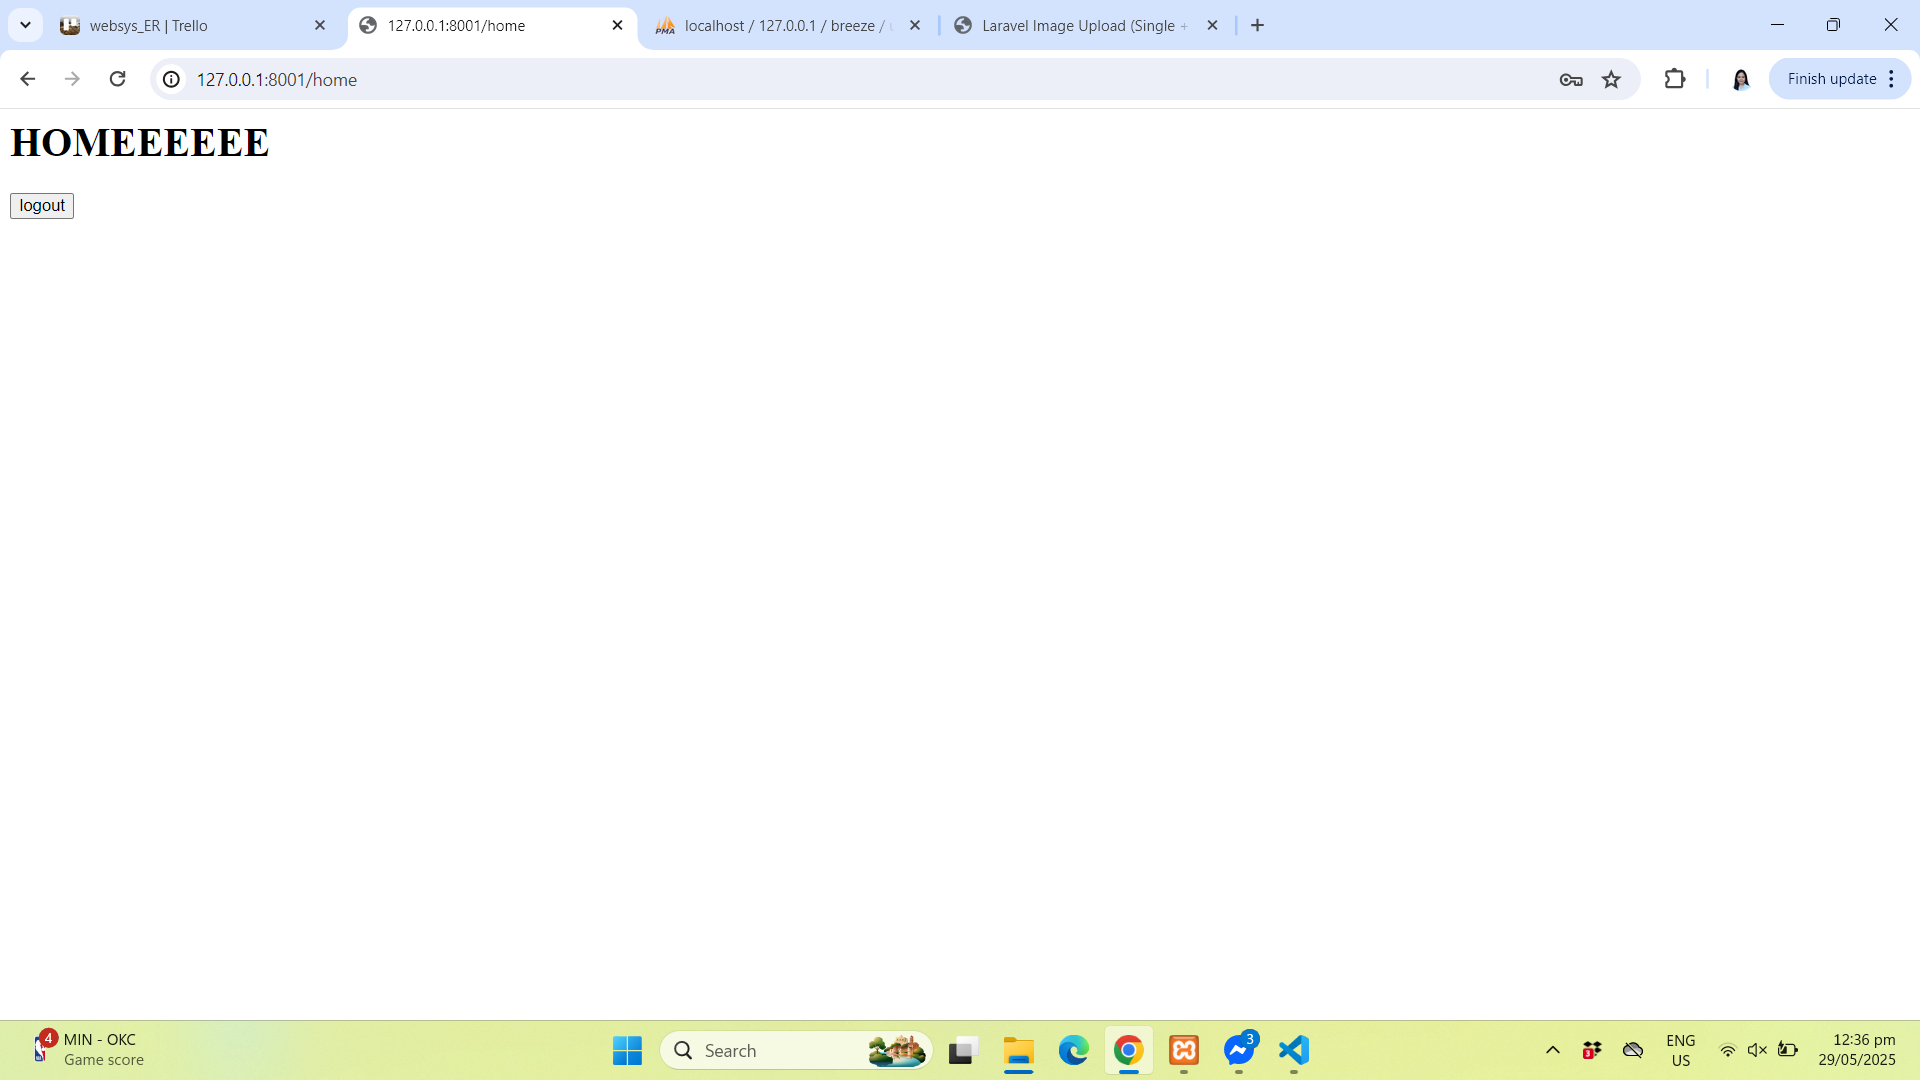 websys_ER | Trello
127.0.0.1:8001/home
PMA
localhost / 127.0.0.1 / breeze /
Laravel Image Upload (Single +
127.0.0.1:8001/home
Finish update
HOMEEEEEE
logout
4
MIN - OKC
Game score
Search
3
3
ENG
US
12:36 pm
29/05/2025